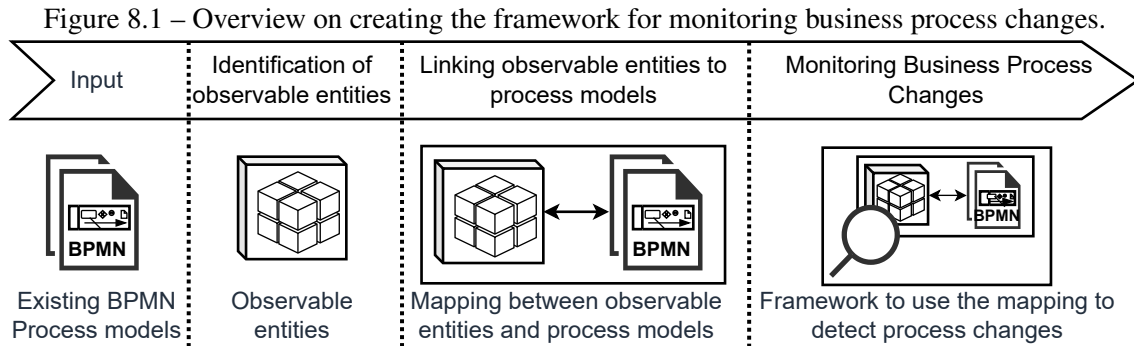 Figure 8.1 – Overview on creating the framework for monitoring business process changes.
Input
Identification of
observable entities
Linking observable entities to
process models
Monitoring Business Process
Changes
BPMN
BPMN
BPMN
Existing BPMN
Process models
Observable
entities
Mapping between observable
entities and process models
Framework to use the mapping to
detect process changes